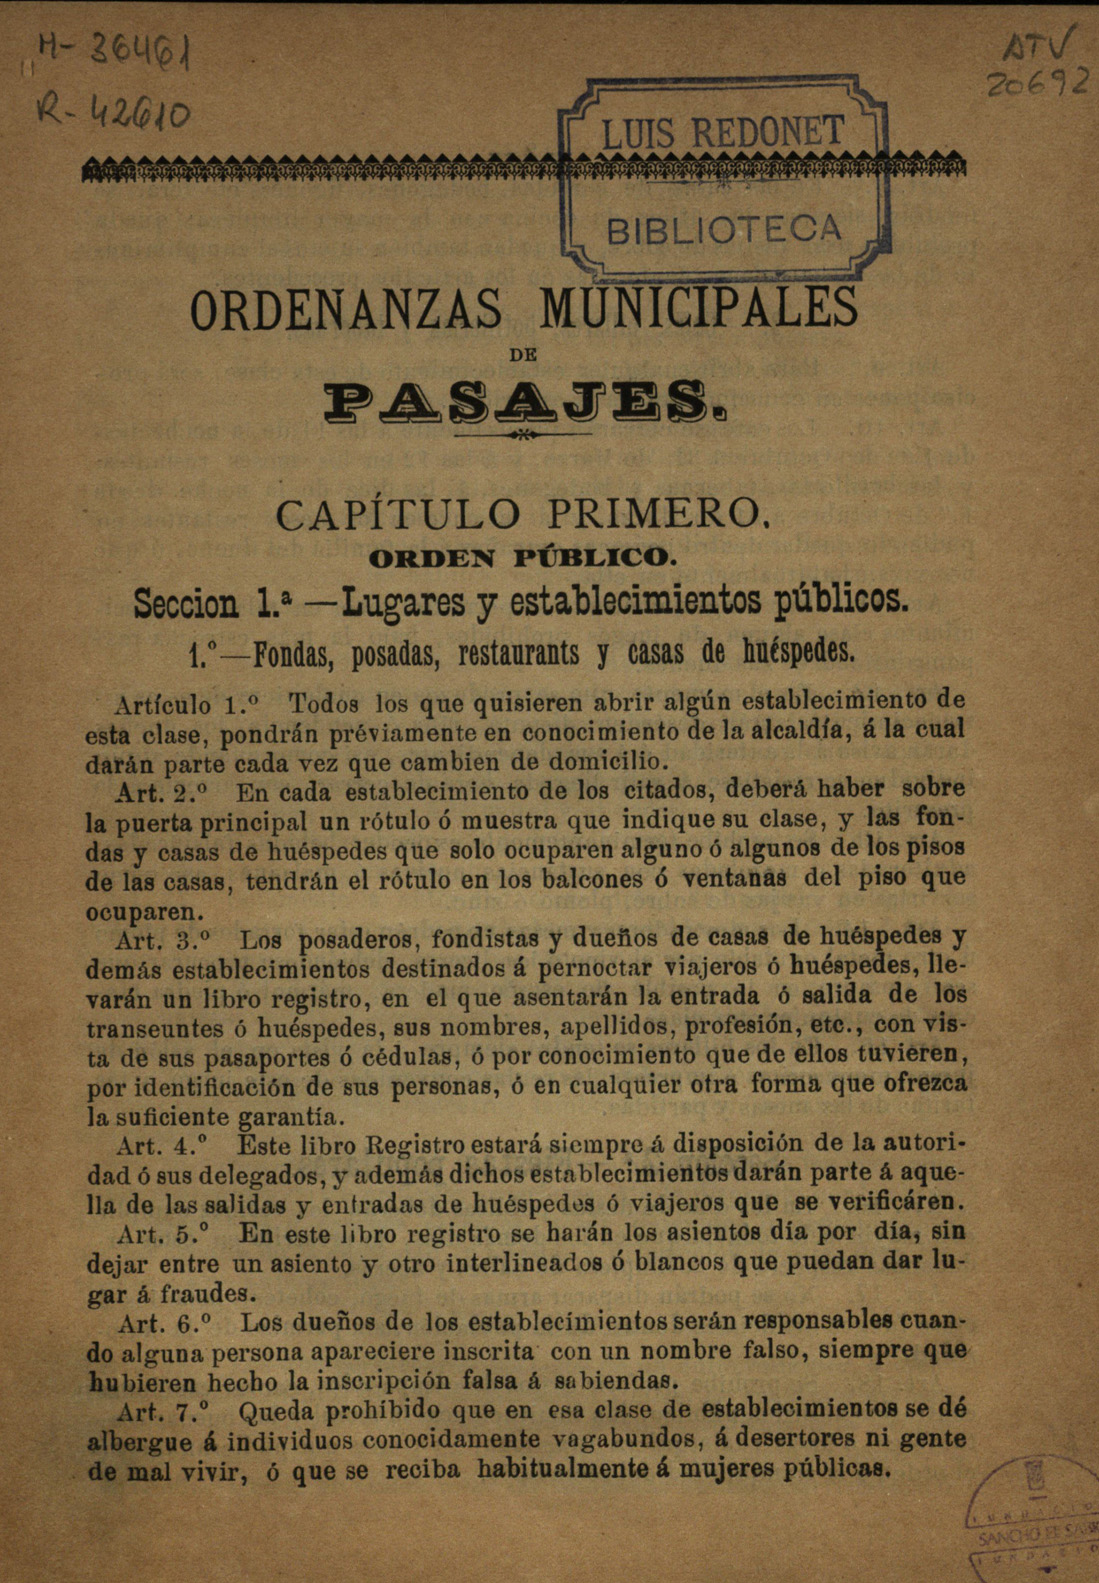 M- 36461
R- 42610
ATV
20692
LUIS REDONET
BIBLIOTECA
ORDENANZAS MUNICIPALES
DE
PASAJES.
CAPÍTULO PRIMERO.
ORDEN PÚBLICO.
Seccion 1.ª —Lugares y establecimientos públicos.
1.º—Fondas, posadas, restaurants y casas de huéspedes.
Artículo 1.º Todos los que quisieren abrir algún establecimiento de
esta clase, pondrán préviamente en conocimiento de la alcaldía, á la cual
darán parte cada vez que cambien de domicilio.
Art. 2.º En cada establecimiento de los citados, deberá haber sobre
la puerta principal un rótulo ó muestra que indique su clase, y las fon-
das y casas de huéspedes que solo ocuparen alguno ó algunos de los pisos
de las casas, tendrán el rótulo en los balcones ó ventanas del piso que
ocuparen.
Art. 3.º Los posaderos, fondistas y dueños de casas de huéspedes y
demás establecimientos destinados á pernoctar viajeros ó huéspedes, lle-
varán un libro registro, en el que asentarán la entrada ó salida de los
transeuntes ó huéspedes, sus nombres, apellidos, profesión, etc., con vis-
ta de sus pasaportes ó cédulas, ó por conocimiento que de ellos tuvieren,
por identificación de sus personas, ó en cualquier otra forma que ofrezca
la suficiente garantía.
Art. 4.º Este libro Registro estará siempre á disposición de la autori-
dad ó sus delegados, y además dichos establecimientos darán parte á aque-
lla de las salidas y entradas de huéspedes ó viajeros que se verificáren.
Art. 5.º En este libro registro se harán los asientos día por día, sin
dejar entre un asiento y otro interlineados ó blancos que puedan dar lu-
gar á fraudes.
Art. 6.º Los dueños de los establecimientos serán responsables cuan-
do alguna persona apareciere inscrita con un nombre falso, siempre que
hubieren hecho la inscripción falsa á sabiendas.
Art. 7.º Queda prohibido que en esa clase de establecimientos se dé
albergue á individuos conocidamente vagabundos, á desertores ni gente
de mal vivir, ó que se reciba habitualmente á mujeres públicas.
FUNDACIO
SANCHO EL SABI
FUNDACIO